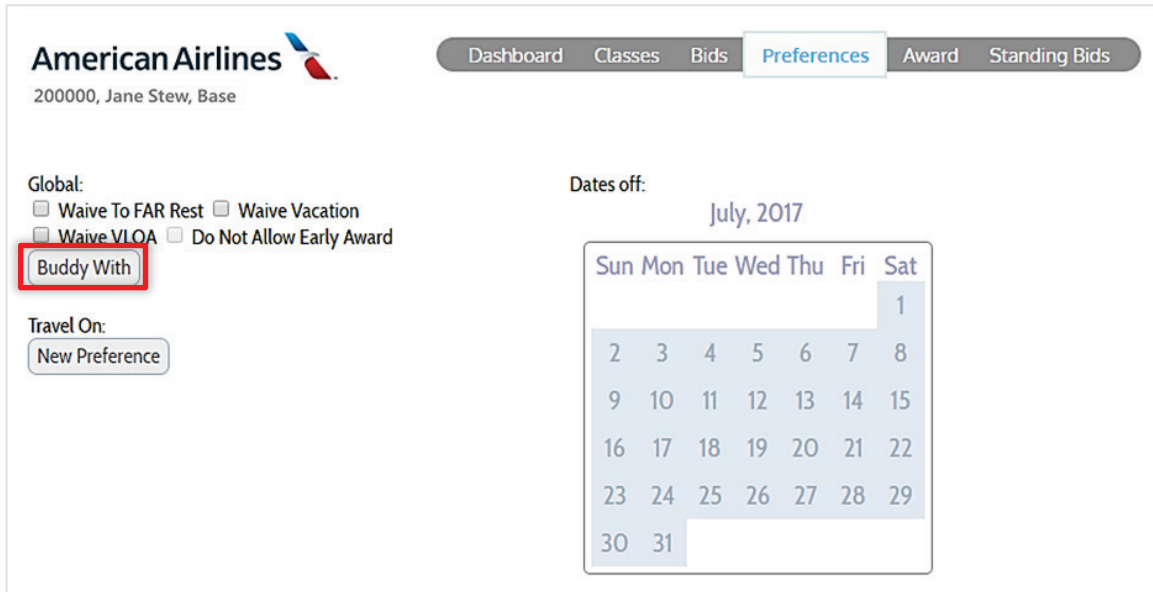 American Airlines
200000, Jane Stew, Base
Dashboard Classes Bids Preferences Award Standing Bids
Global:
Waive To FAR Rest Waive Vacation
Waive VLOA Do Not Allow Early Award
Buddy With
Travel On:
New Preference
Dates off:
July, 2017
Sun Mon Tue Wed Thu Fri Sat
1
2 3 4 5 6 7 8
9 10 11 12 13 14 15
16 17 18 19 20 21 22
23 24 25 26 27 28 29
30 31